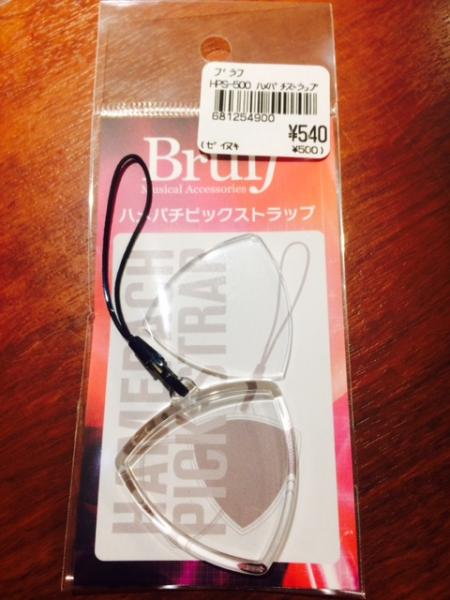 ブラフ
HPS-500 ハメパチストラップ
681254900
¥540
(ゼイヌキ ¥500)
Musical Accessories
ハメパチピックストラップ
HAMEPACHI
PICK STRAP